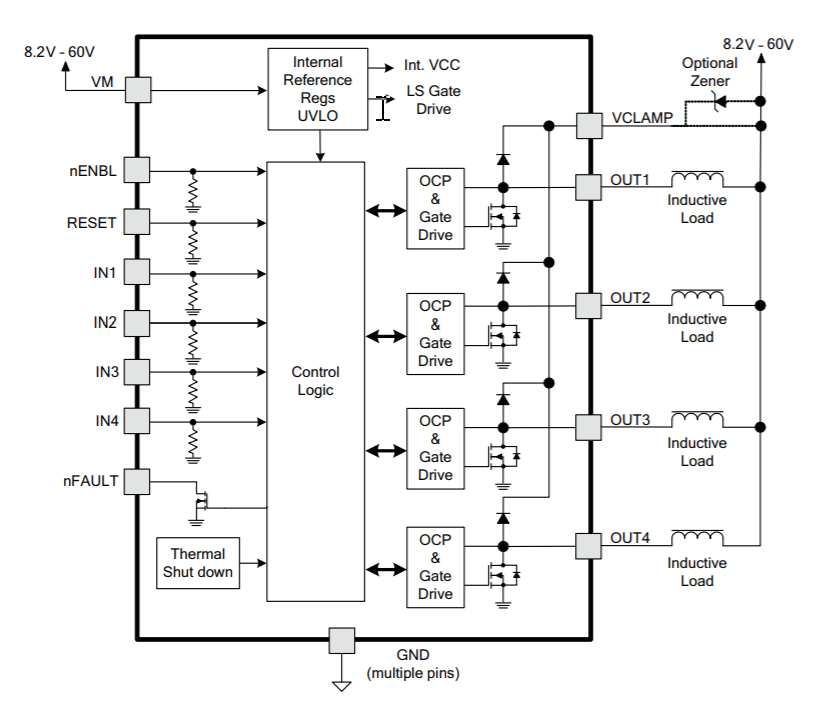 8.2V - 60V
VM
Internal
Reference
Regs
UVLO
Int. VCC
LS Gate
Drive
8.2V - 60V
Optional
Zener
VCLAMP
nENBL
RESET
IN1
IN2
IN3
IN4
nFAULT
Control
Logic
Thermal
Shut down
OCP
&
Gate
Drive
OUT1
Inductive
Load
OCP
&
Gate
Drive
OUT2
Inductive
Load
OCP
&
Gate
Drive
OUT3
Inductive
Load
OCP
&
Gate
Drive
OUT4
Inductive
Load
GND
(multiple pins)